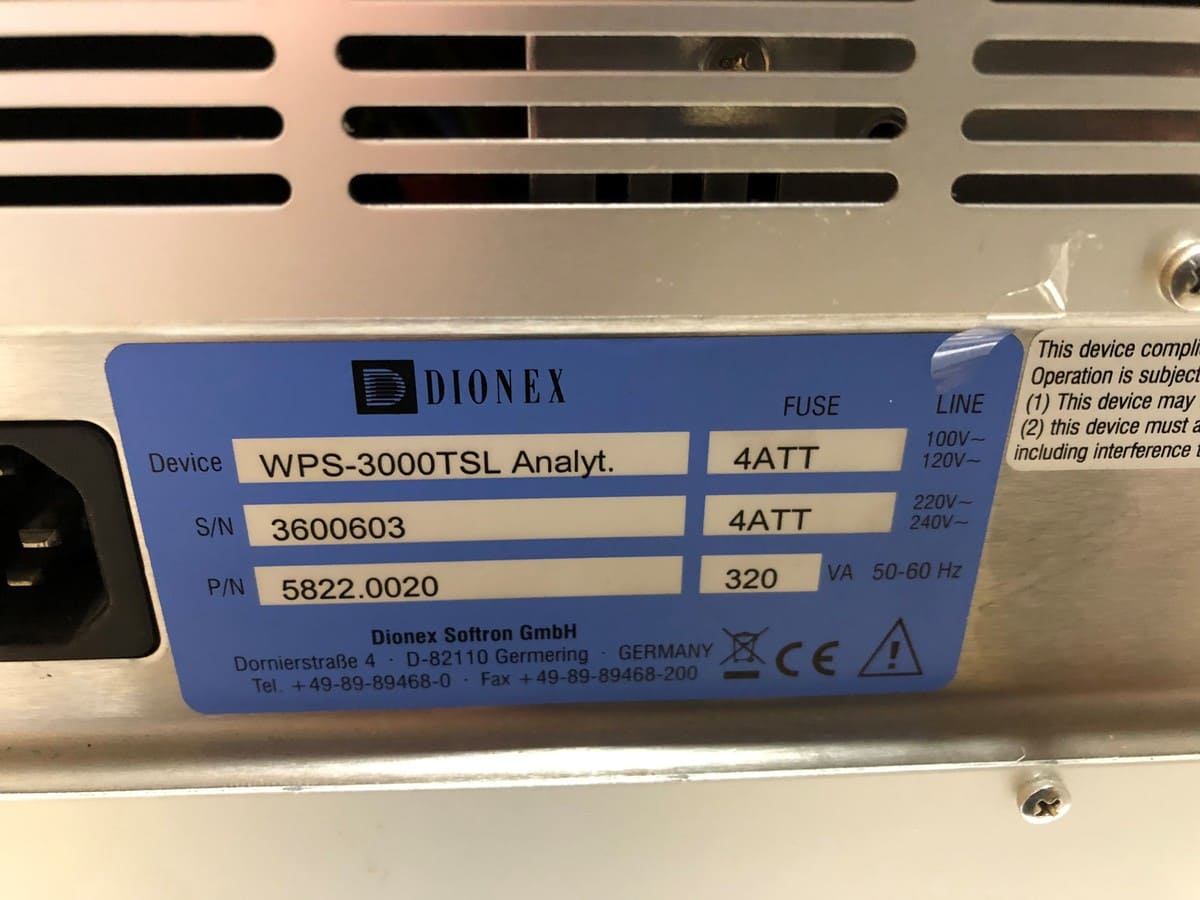 DIONEX
FUSE LINE
Device WPS-3000TSL Analyt. 4ATT 100V~ 120V~
S/N 3600603 4ATT 220V~ 240V~
P/N 5822.0020 320 VA 50-60 Hz
Dionex Softron GmbH
Dornierstraße 4 · D-82110 Germering · GERMANY
Tel. +49-89-89468-0 · Fax +49-89-89468-200
CE
This device compli
Operation is subject
(1) This device may
(2) this device must a
including interference t